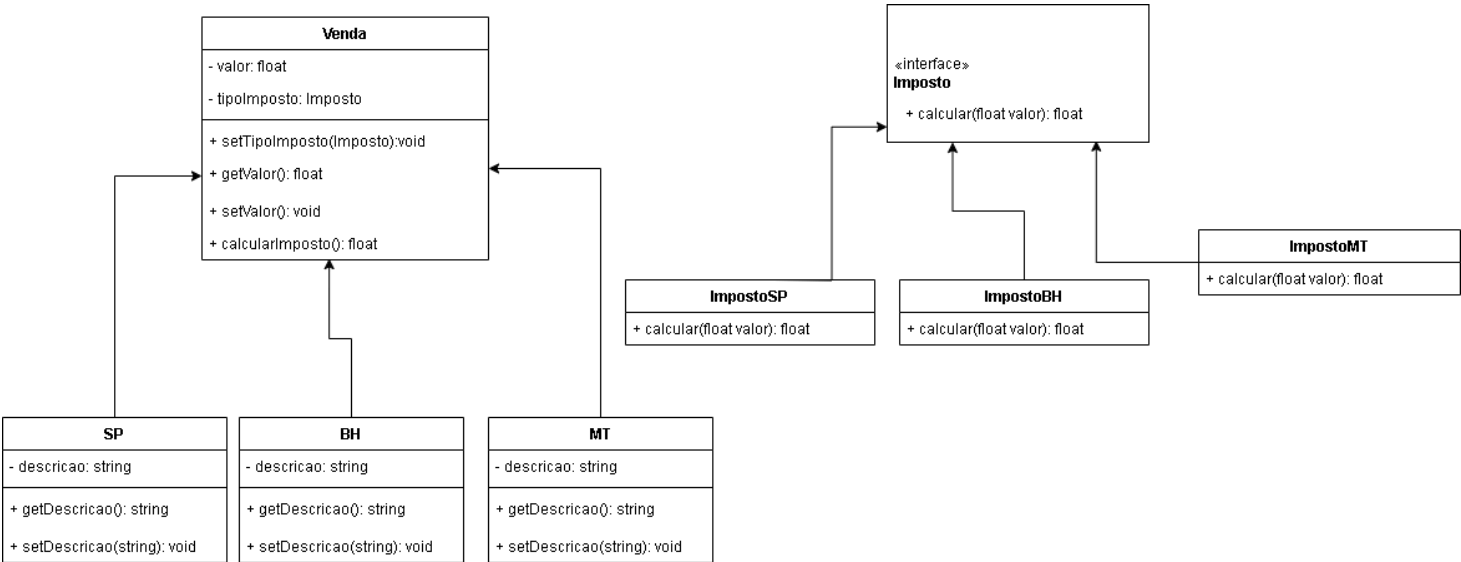 Venda
- valor: float
- tipoImposto: Imposto
+ setTipoImposto(Imposto):void
+ getValor(): float
+ setValor(): void
+ calcularImposto(): float
«interface»
Imposto
+ calcular(float valor): float
ImpostoSP
+ calcular(float valor): float
ImpostoBH
+ calcular(float valor): float
ImpostoMT
+ calcular(float valor): float
SP
- descricao: string
+ getDescricao(): string
+ setDescricao(string): void
BH
- descricao: string
+ getDescricao(): string
+ setDescricao(string): void
MT
- descricao: string
+ getDescricao(): string
+ setDescricao(string): void